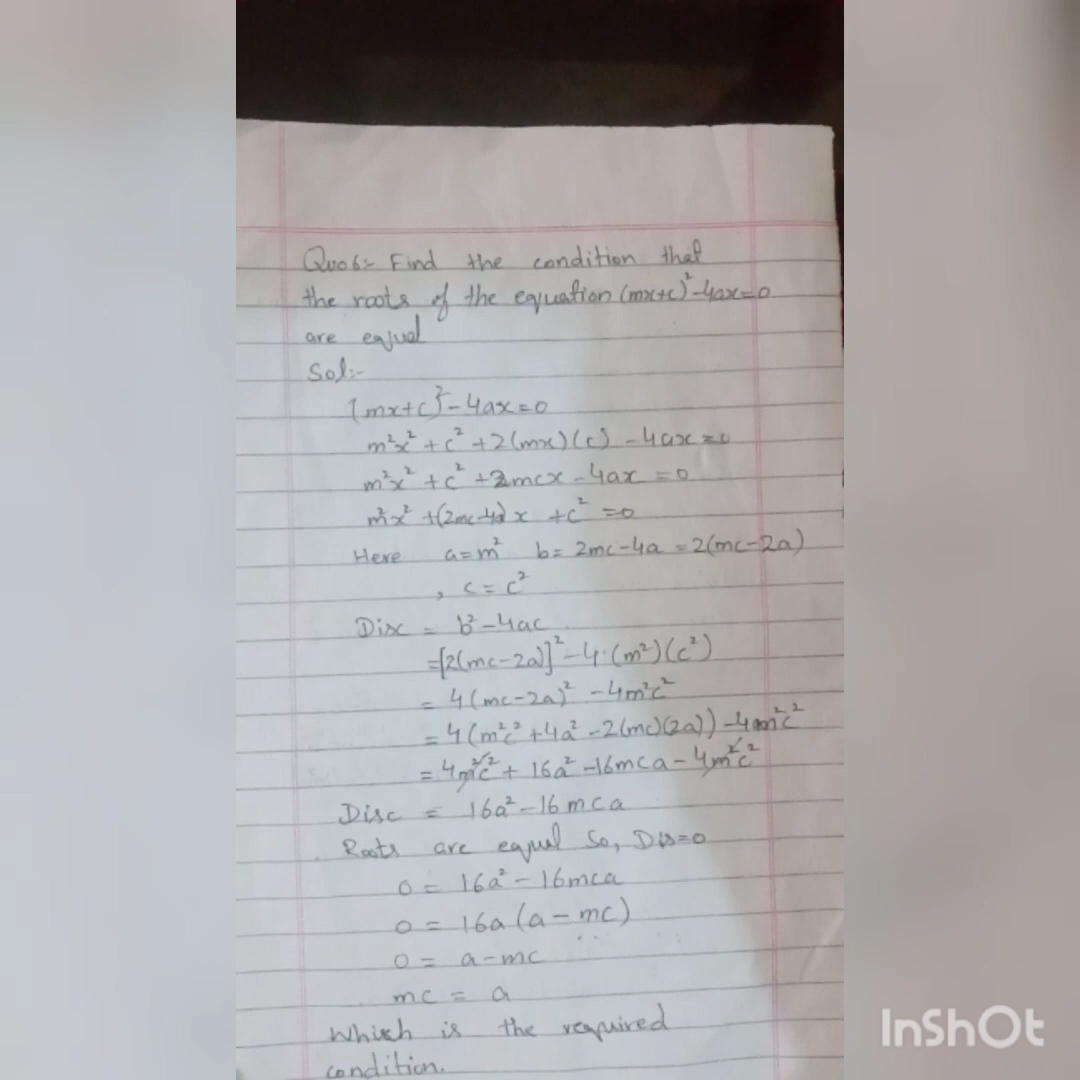 Quo6:- Find the condition that
the roots of the equation (mx+c)²-4ax=0
are equal
Sol:-
(mx+c)²-4ax=0
m²x²+c²+2(mx)(c)-4ax=0
m²x²+c²+2mcx-4ax=0
m²x²+(2mc-4a)x+c²=0
Here a=m² b=2mc-4a=2(mc-2a)
, c=c²
Disc = b²-4ac
=[2(mc-2a)]²-4·(m²)(c²)
= 4(mc-2a)²-4m²c²
= 4(m²c²+4a²-2(mc)(2a))-4m²c²
= 4m²c²+16a²-16mca-4m²c²
Disc = 16a²-16mca
Roots are equal So, Dis=0
0 = 16a²-16mca
0 = 16a(a-mc)
0 = a-mc
mc = a
Which is the required
condition.
InShOt